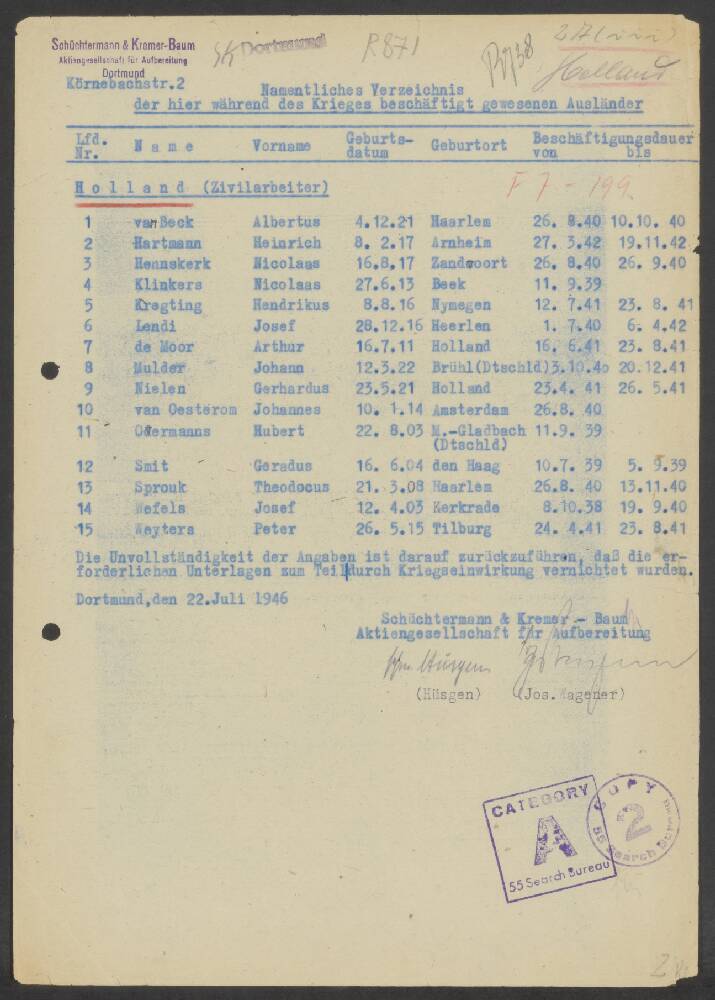 Schüchtermann & Kremer-Baum
Aktiengesellschaft für Aufbereitung
Dortmund
Körnebachstr.2
SK Dortmund
R871
Holland
Namentliches Verzeichnis
der hier während des Krieges beschäftigt gewesenen Ausländer
Lfd. Nr. Name Vorname Geburts-datum Geburtort Beschäftigungsdauer von bis
Holland (Zivilarbeiter)
F 7 - 199
1 van Beck Albertus 4.12.21 Haarlem 26. 8.40 10.10. 40
2 Hartmann Heinrich 8. 2.17 Arnheim 27. 3.42 19.11.42
3 Hennskerk Nicolaas 16.8.17 Zandvoort 26. 8.40 26. 9.40
4 Klinkers Nicolaas 27.6.13 Beek 11. 9.39
5 Kregting Hendrikus 8.8.16 Nymegen 12. 7.41 23. 8. 41
6 Lendi Josef 28.12.16 Heerlen 1. 7.40 6. 4.42
7 de Moor Arthur 16.7.11 Holland 16. 6.41 23. 8.41
8 Mulder Johann 12.3.22 Brühl(Dtschld)3.10.40 20.12.41
9 Nielen Gerhardus 23.5.21 Holland 23.4. 41 26. 5.41
10 van Oesterom Johannes 10. 1.14 Amsterdam 26.8. 40
11 Odermanns Hubert 22. 8.03 M.-Gladbach 11.9. 39
(Dtschld)
12 Smit Geradus 16. 6.04 den Haag 10.7. 39 5. 9.39
13 Sprouk Theodocus 21. 3.08 Haarlem 26.8. 40 13.11.40
14 Wefels Josef 12. 4.03 Kerkrade 8.10.38 19. 9.40
15 Weyters Peter 26. 5.15 Tilburg 24. 4.41 23. 8.41
Die Unvollständigkeit der Angaben ist darauf zurückzuführen, daß die er-
forderlichen Unterlagen zum Teil durch Kriegseinwirkung vernichtet wurden.
Dortmund,den 22.Juli 1946
Schüchtermann & Kremer - Baum
Aktiengesellschaft für Aufbereitung
(Hüsgen) (Jos.Wagener)
CATEGORY
A
55 Search Bureau
COPY
2
55 Search Bureau